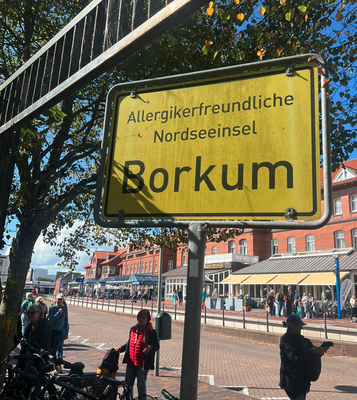 Allergikerfreundliche
Nordseeinsel
Borkum